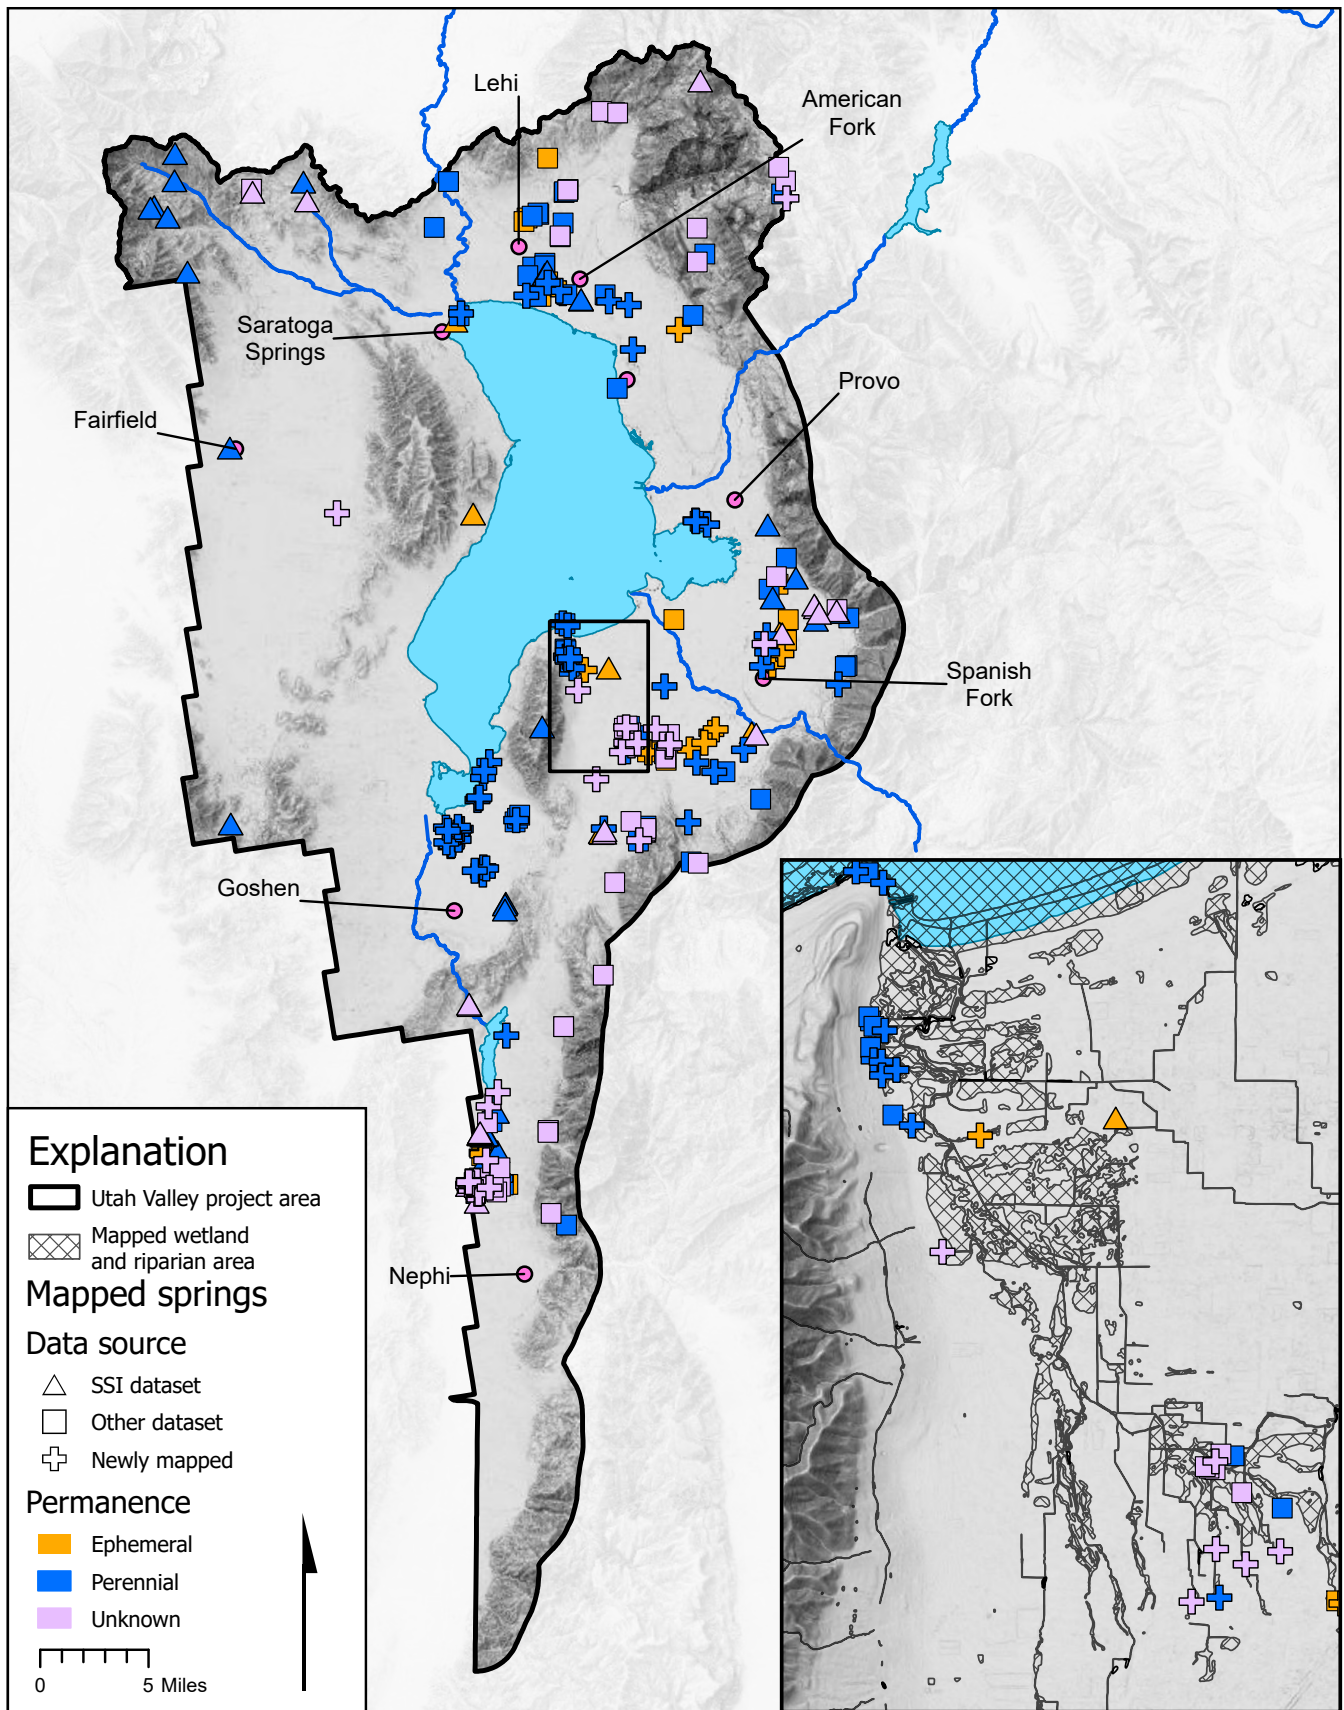 Lehi
American
Fork
Saratoga
Springs
Provo
Fairfield
Spanish
Fork
Goshen
Nephi
Explanation
Utah Valley project area
Mapped wetland
and riparian area
Mapped springs
Data source
SSI dataset
Other dataset
Newly mapped
Permanence
Ephemeral
Perennial
Unknown
0 5 Miles